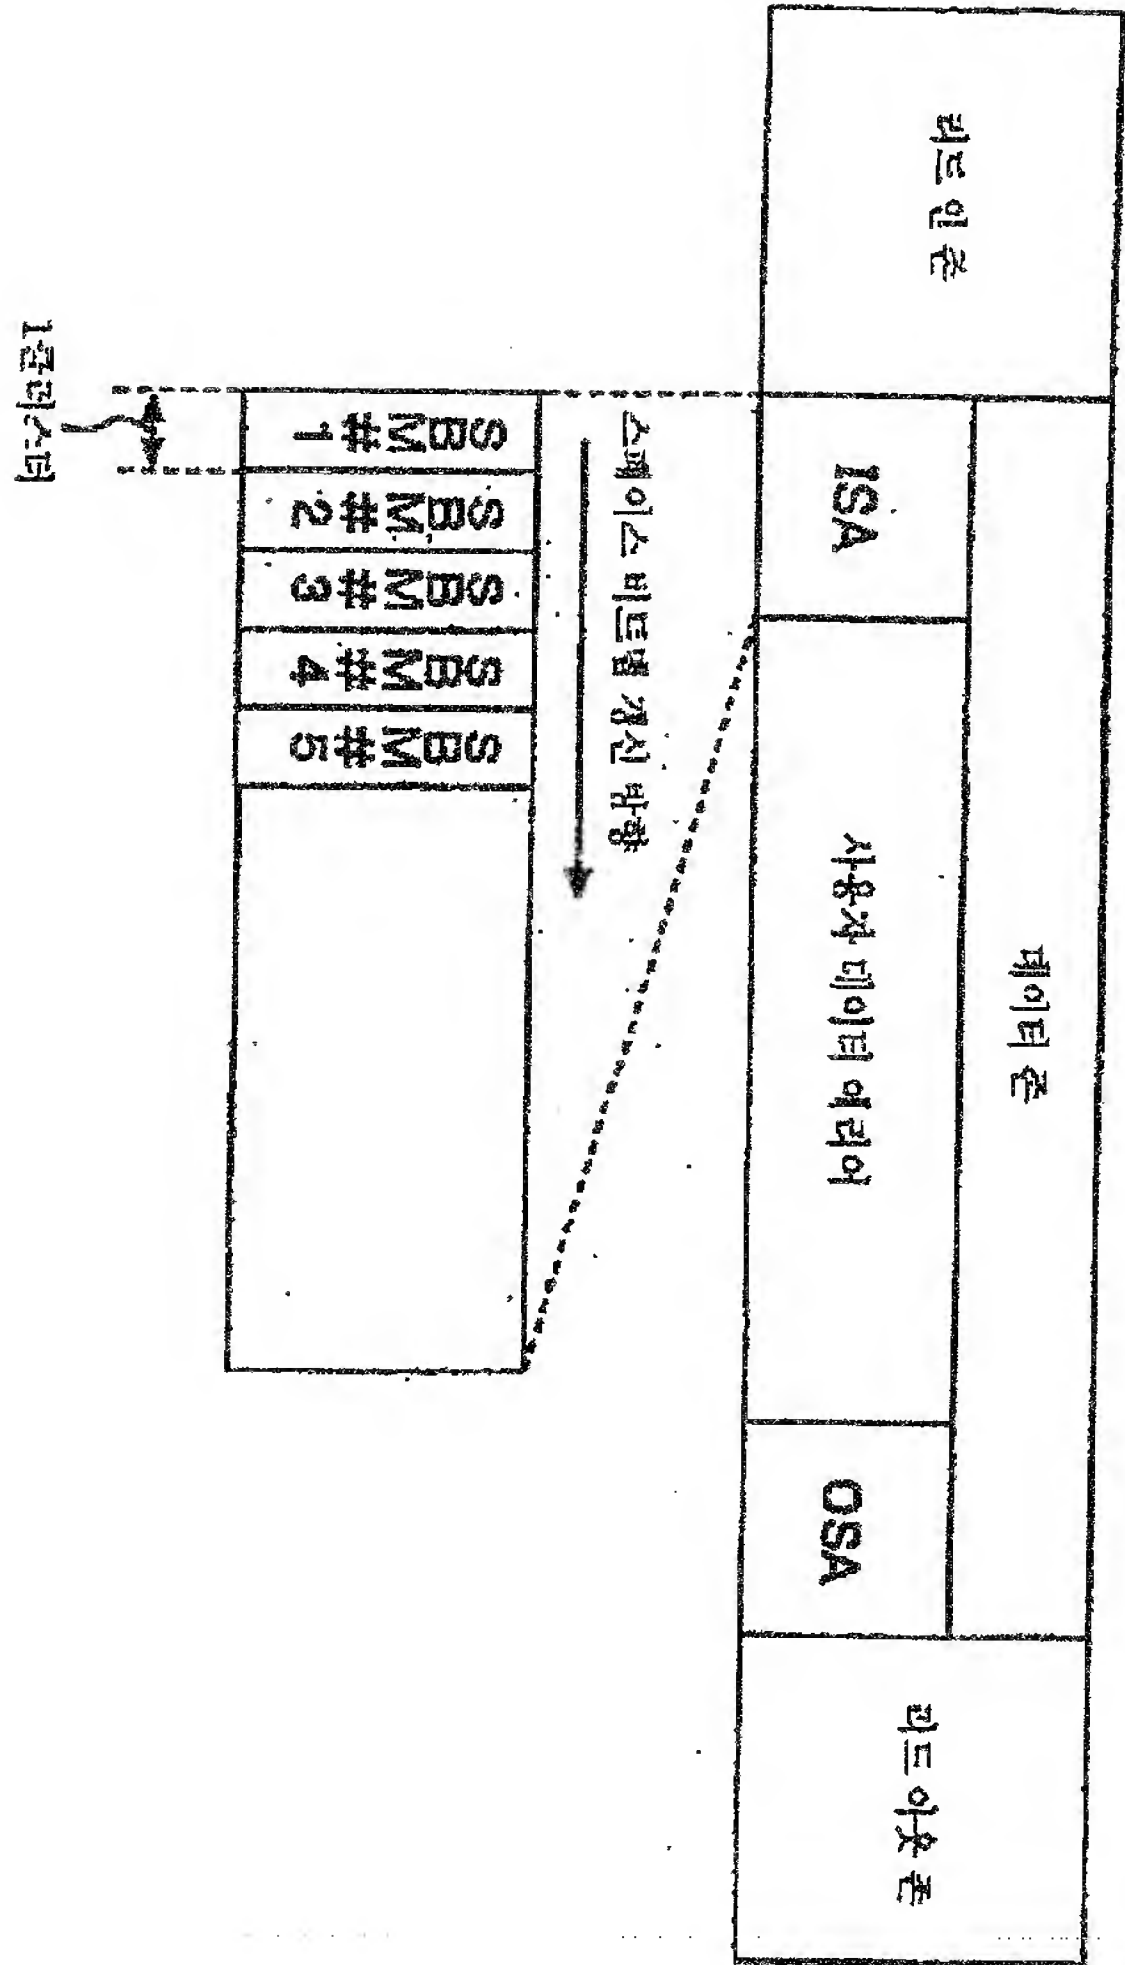 리드인 존
데이터 존
ISA
사용자 데이터 에리어
OSA
리드 아웃 존
스페이스 비트맵 갱신 방향
SBM#1
SBM#2
SBM#3
SBM#4
SBM#5
1클러스터